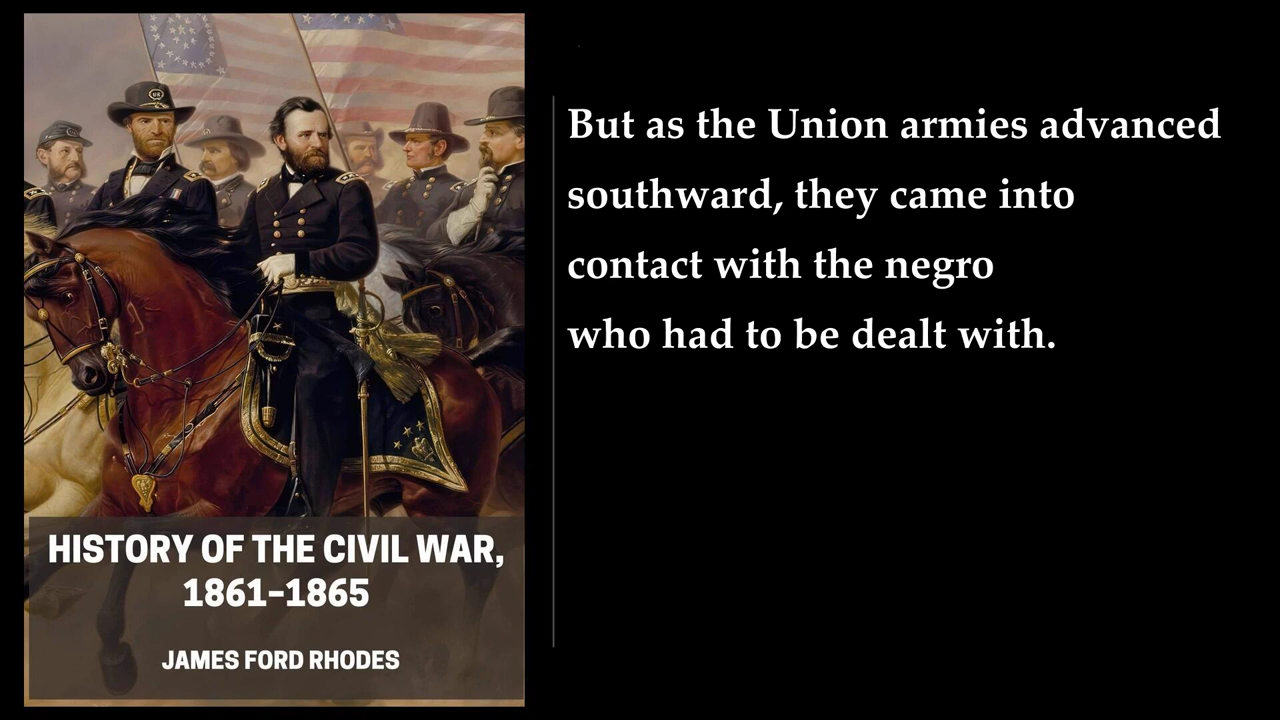 But as the Union armies advanced
southward, they came into
contact with the negro
who had to be dealt with.
HISTORY OF THE CIVIL WAR,
1861–1865
JAMES FORD RHODES